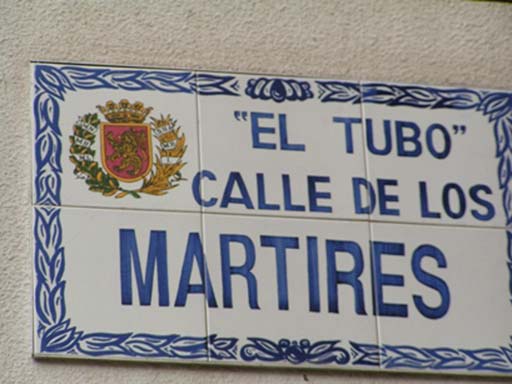 "EL TUBO"
CALLE DE LOS
MARTIRES